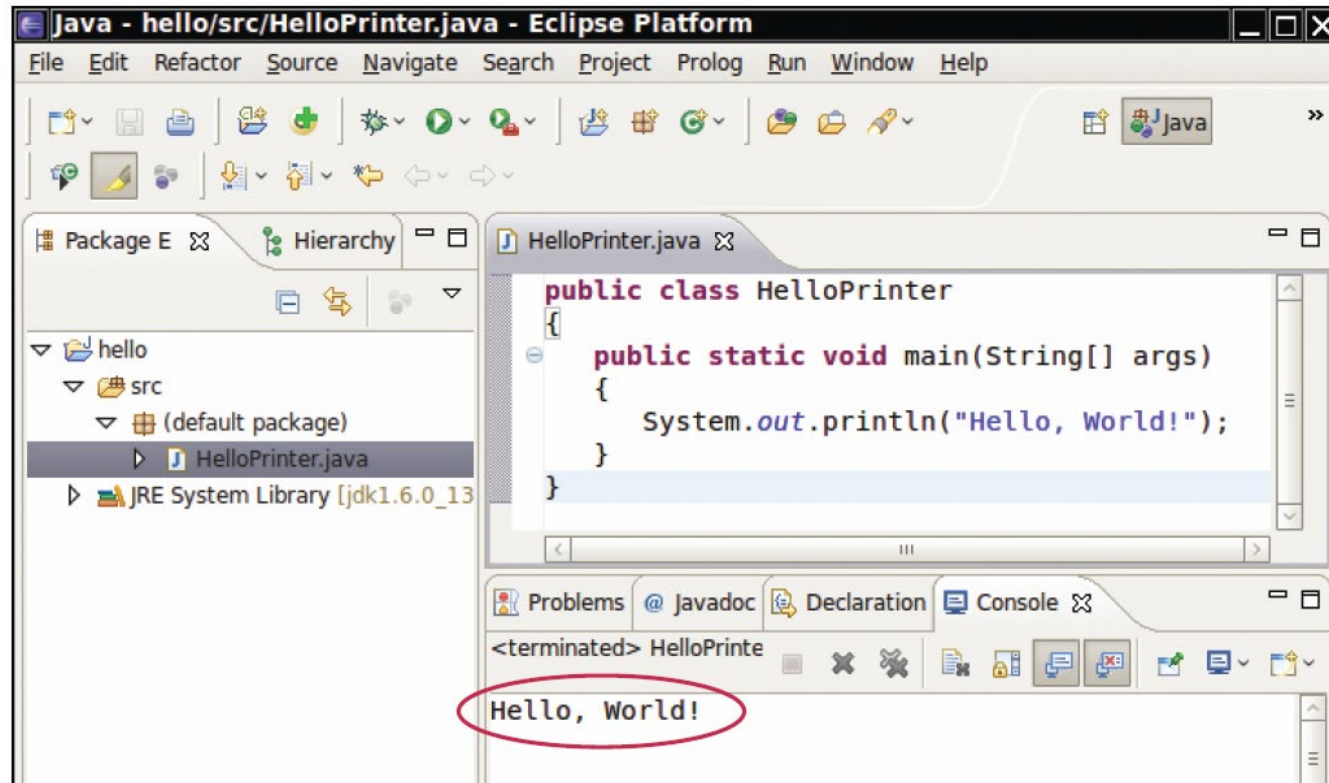 Java - hello/src/HelloPrinter.java - Eclipse Platform
File Edit Refactor Source Navigate Search Project Prolog Run Window Help
Java
Package E
Hierarchy
hello
src
(default package)
HelloPrinter.java
JRE System Library [jdk1.6.0_13
HelloPrinter.java
public class HelloPrinter
{
public static void main(String[] args)
{
System.out.println("Hello, World!");
}
}
Problems @ Javadoc Declaration Console
<terminated> HelloPrinte
Hello, World!